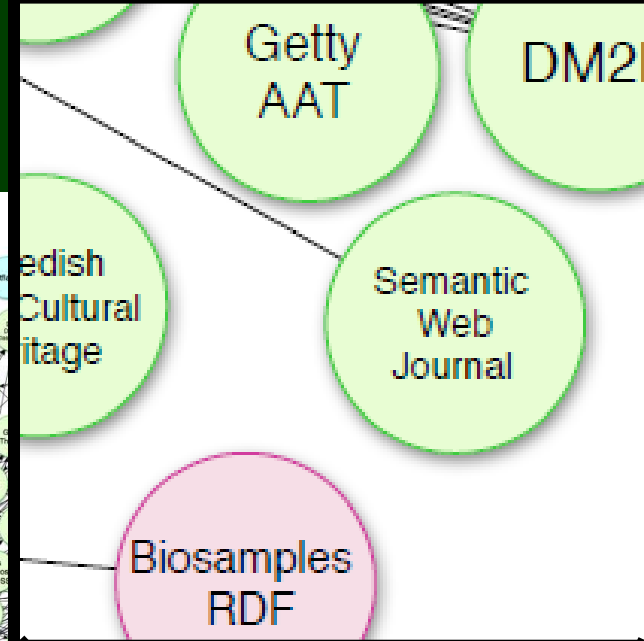 Getty
AAT
DM2
edish
Cultural
itage
Semantic
Web
Journal
Biosamples
RDF